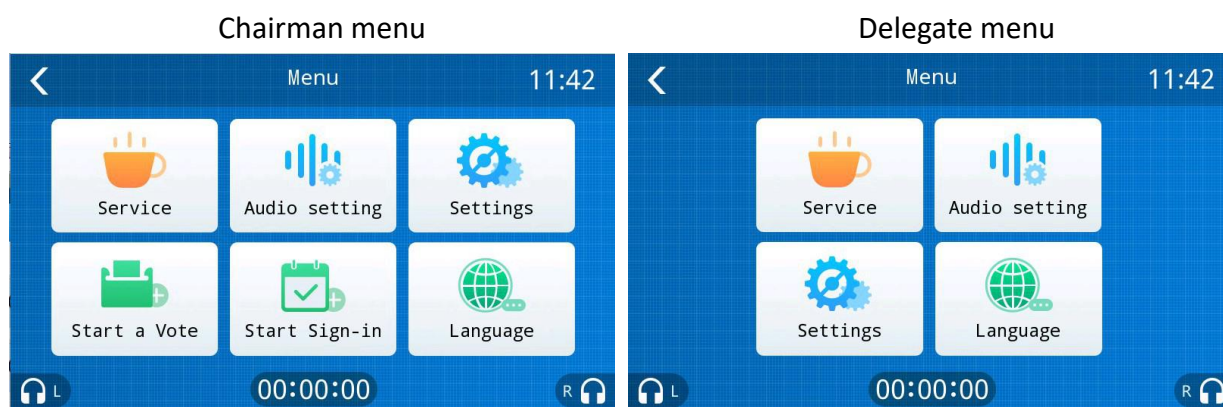 Chairman menu
Menu 11:42
Service Audio setting Settings
Start a Vote Start Sign-in Language
L 00:00:00 R
Delegate menu
Menu 11:42
Service Audio setting
Settings Language
L 00:00:00 R